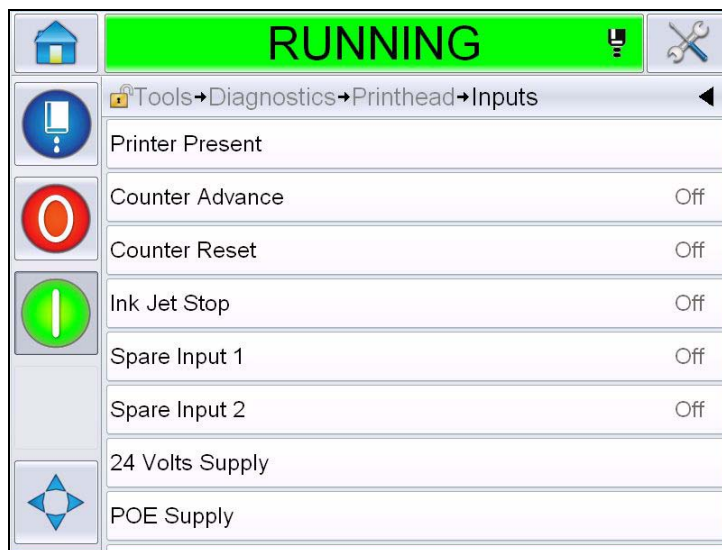 RUNNING
Tools→Diagnostics→Printhead→Inputs
Printer Present
Counter Advance Off
Counter Reset Off
Ink Jet Stop Off
Spare Input 1 Off
Spare Input 2 Off
24 Volts Supply
POE Supply